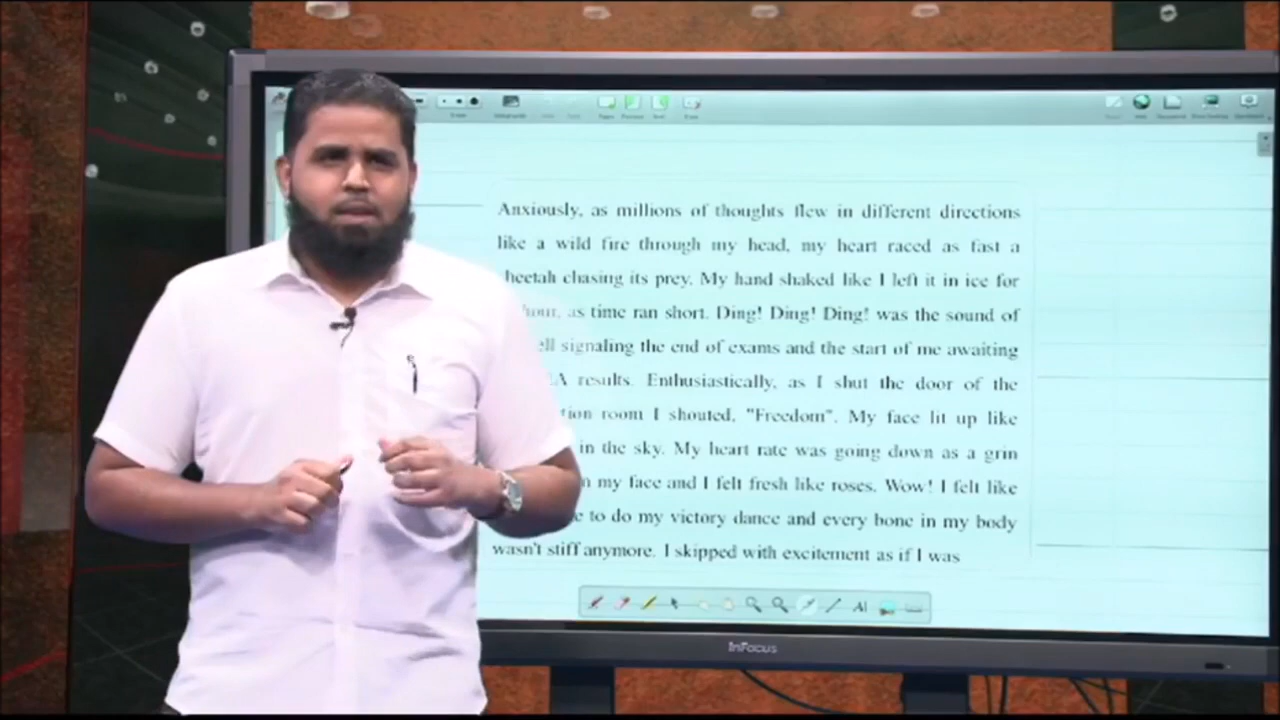 Anxiously, as millions of thoughts flew in different directions
like a wild fire through my head, my heart raced as fast a
heetah chasing its prey. My hand shaked like I left it in ice for
hour, as time ran short. Ding! Ding! Ding! was the sound of
ell signaling the end of exams and the start of me awaiting
A results. Enthusiastically, as I shut the door of the
tion room I shouted, "Freedom". My face lit up like
in the sky. My heart rate was going down as a grin
my face and I felt fresh like roses. Wow! I felt like
to do my victory dance and every bone in my body
wasn't stiff anymore. I skipped with excitement as if I was
AI
InFocus